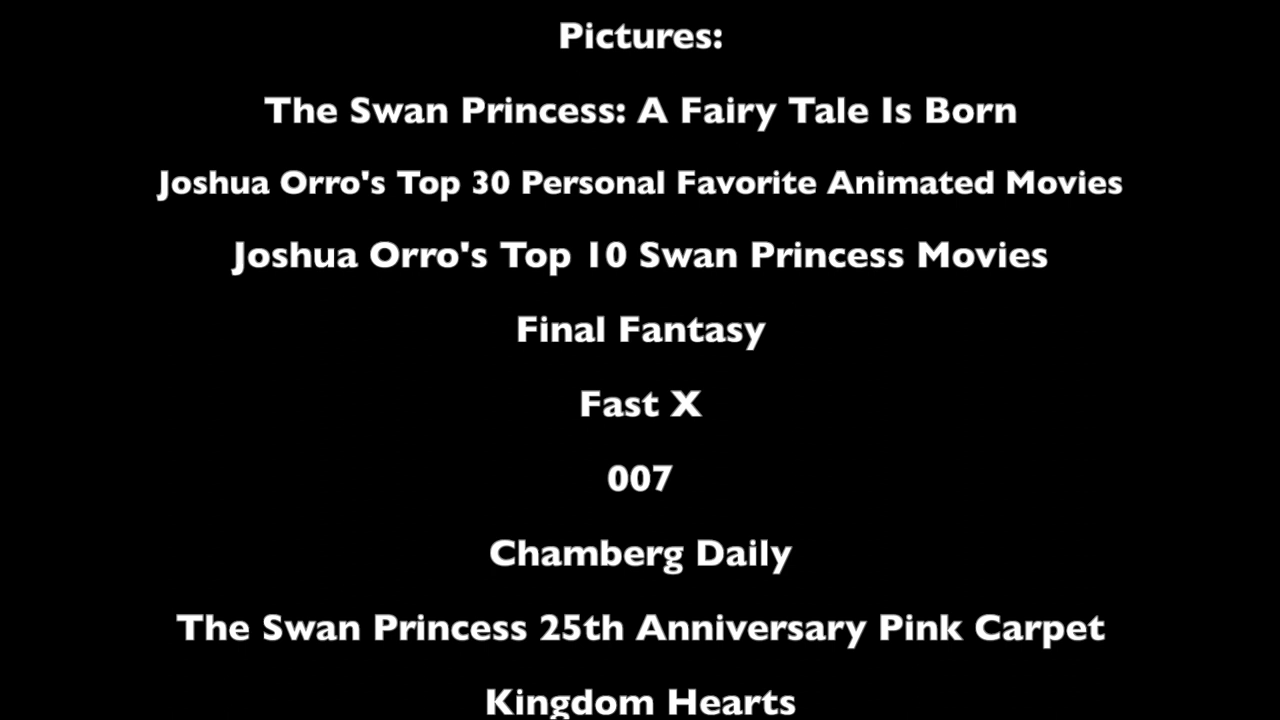 Pictures:
The Swan Princess: A Fairy Tale Is Born
Joshua Orro's Top 30 Personal Favorite Animated Movies
Joshua Orro's Top 10 Swan Princess Movies
Final Fantasy
Fast X
007
Chamberg Daily
The Swan Princess 25th Anniversary Pink Carpet
Kingdom Hearts